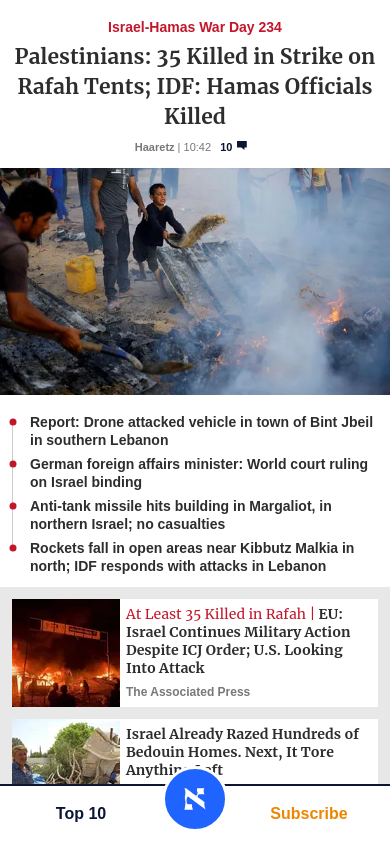 Israel-Hamas War Day 234
Palestinians: 35 Killed in Strike on
Rafah Tents; IDF: Hamas Officials
Killed
Haaretz | 10:42 10
Report: Drone attacked vehicle in town of Bint Jbeil
in southern Lebanon
German foreign affairs minister: World court ruling
on Israel binding
Anti-tank missile hits building in Margaliot, in
northern Israel; no casualties
Rockets fall in open areas near Kibbutz Malkia in
north; IDF responds with attacks in Lebanon
At Least 35 Killed in Rafah | EU:
Israel Continues Military Action
Despite ICJ Order; U.S. Looking
Into Attack
The Associated Press
Israel Already Razed Hundreds of
Bedouin Homes. Next, It Tore
Anything Left
Top 10
Subscribe